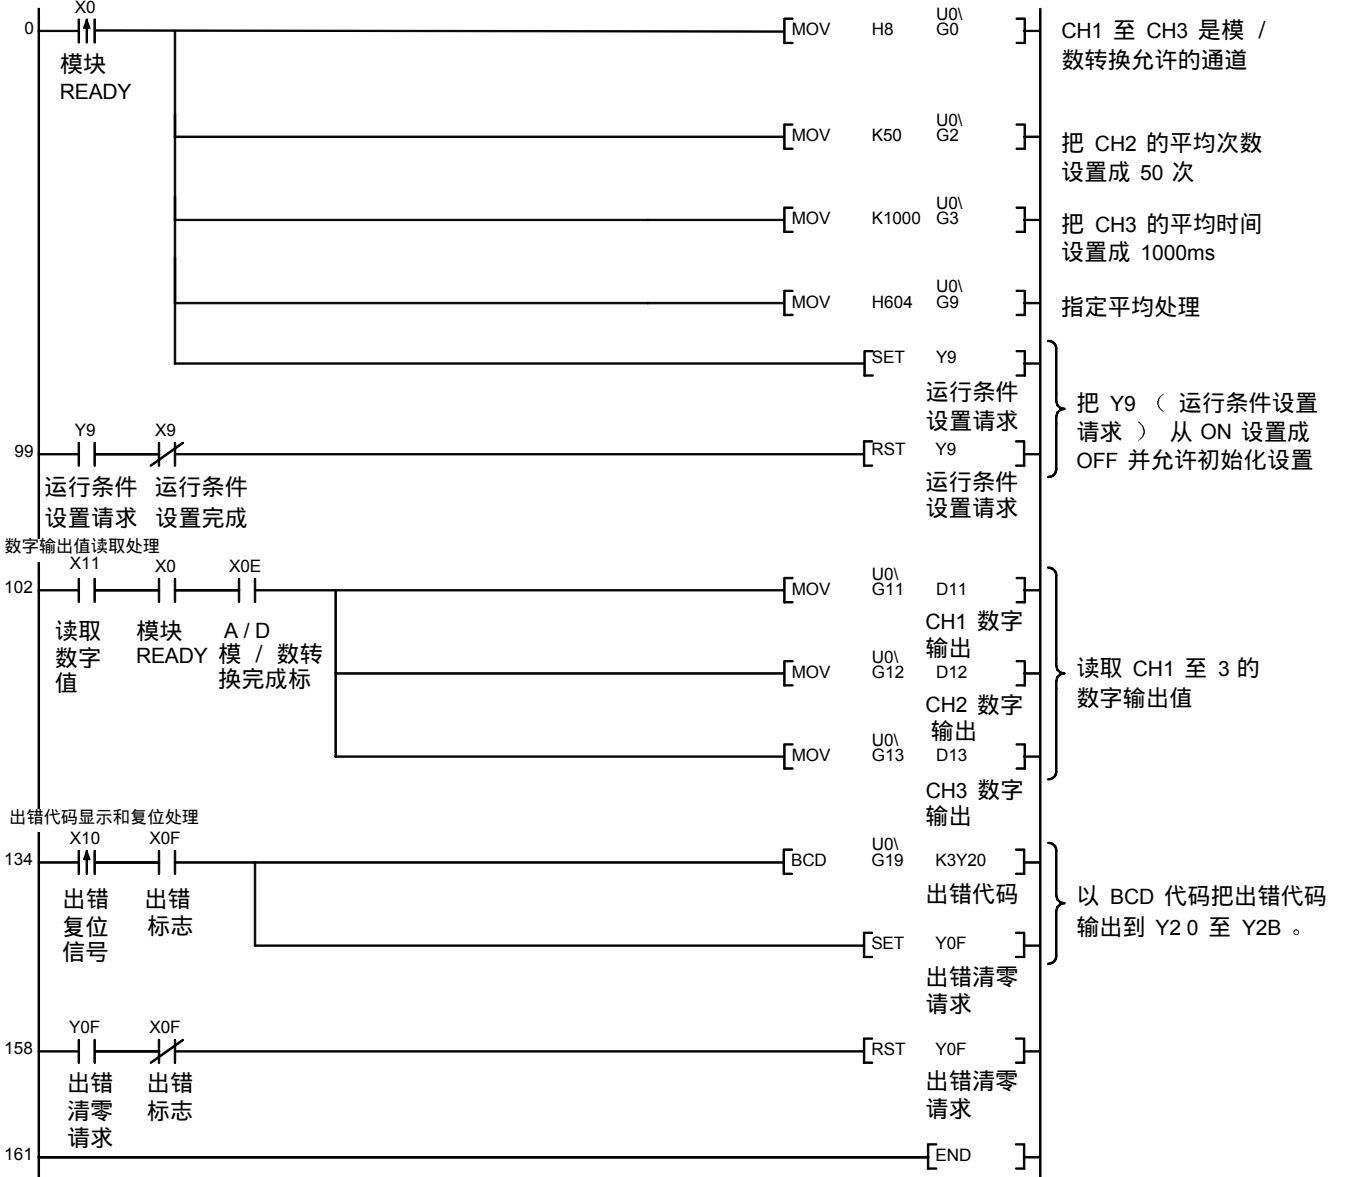 X0
0
MOV H8 U0\G0
CH1 至 CH3 是模 /
数转换允许的通道
模块
READY
MOV K50 U0\G2
把 CH2 的平均次数
设置成 50 次
MOV K1000 U0\G3
把 CH3 的平均时间
设置成 1000ms
MOV H604 U0\G9
指定平均处理
SET Y9
运行条件
设置请求
把 Y9 （ 运行条件设置
请求 ） 从 ON 设置成
OFF 并允许初始化设置
Y9 X9
99
RST Y9
运行条件
设置请求
运行条件
设置完成
运行条件
设置请求
数字输出值读取处理
X11 X0 X0E
102
MOV U0\G11 D11
CH1 数字
输出
读取
数字
值
模块
READY
A / D
模 / 数转
换完成标
MOV U0\G12 D12
CH2 数字
输出
读取 CH1 至 3 的
数字输出值
MOV U0\G13 D13
CH3 数字
输出
出错代码显示和复位处理
X10 X0F
134
BCD U0\G19 K3Y20
出错代码
出错
复位
信号
出错
标志
以 BCD 代码把出错代码
输出到 Y2 0 至 Y2B 。
SET Y0F
出错清零
请求
Y0F X0F
158
RST Y0F
出错清零
请求
出错
清零
请求
出错
标志
161
END